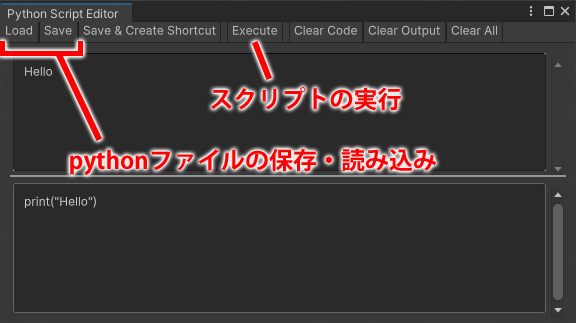 Python Script Editor
Load Save Save & Create Shortcut Execute Clear Code Clear Output Clear All
Hello
スクリプトの実行
pythonファイルの保存・読み込み
print("Hello")